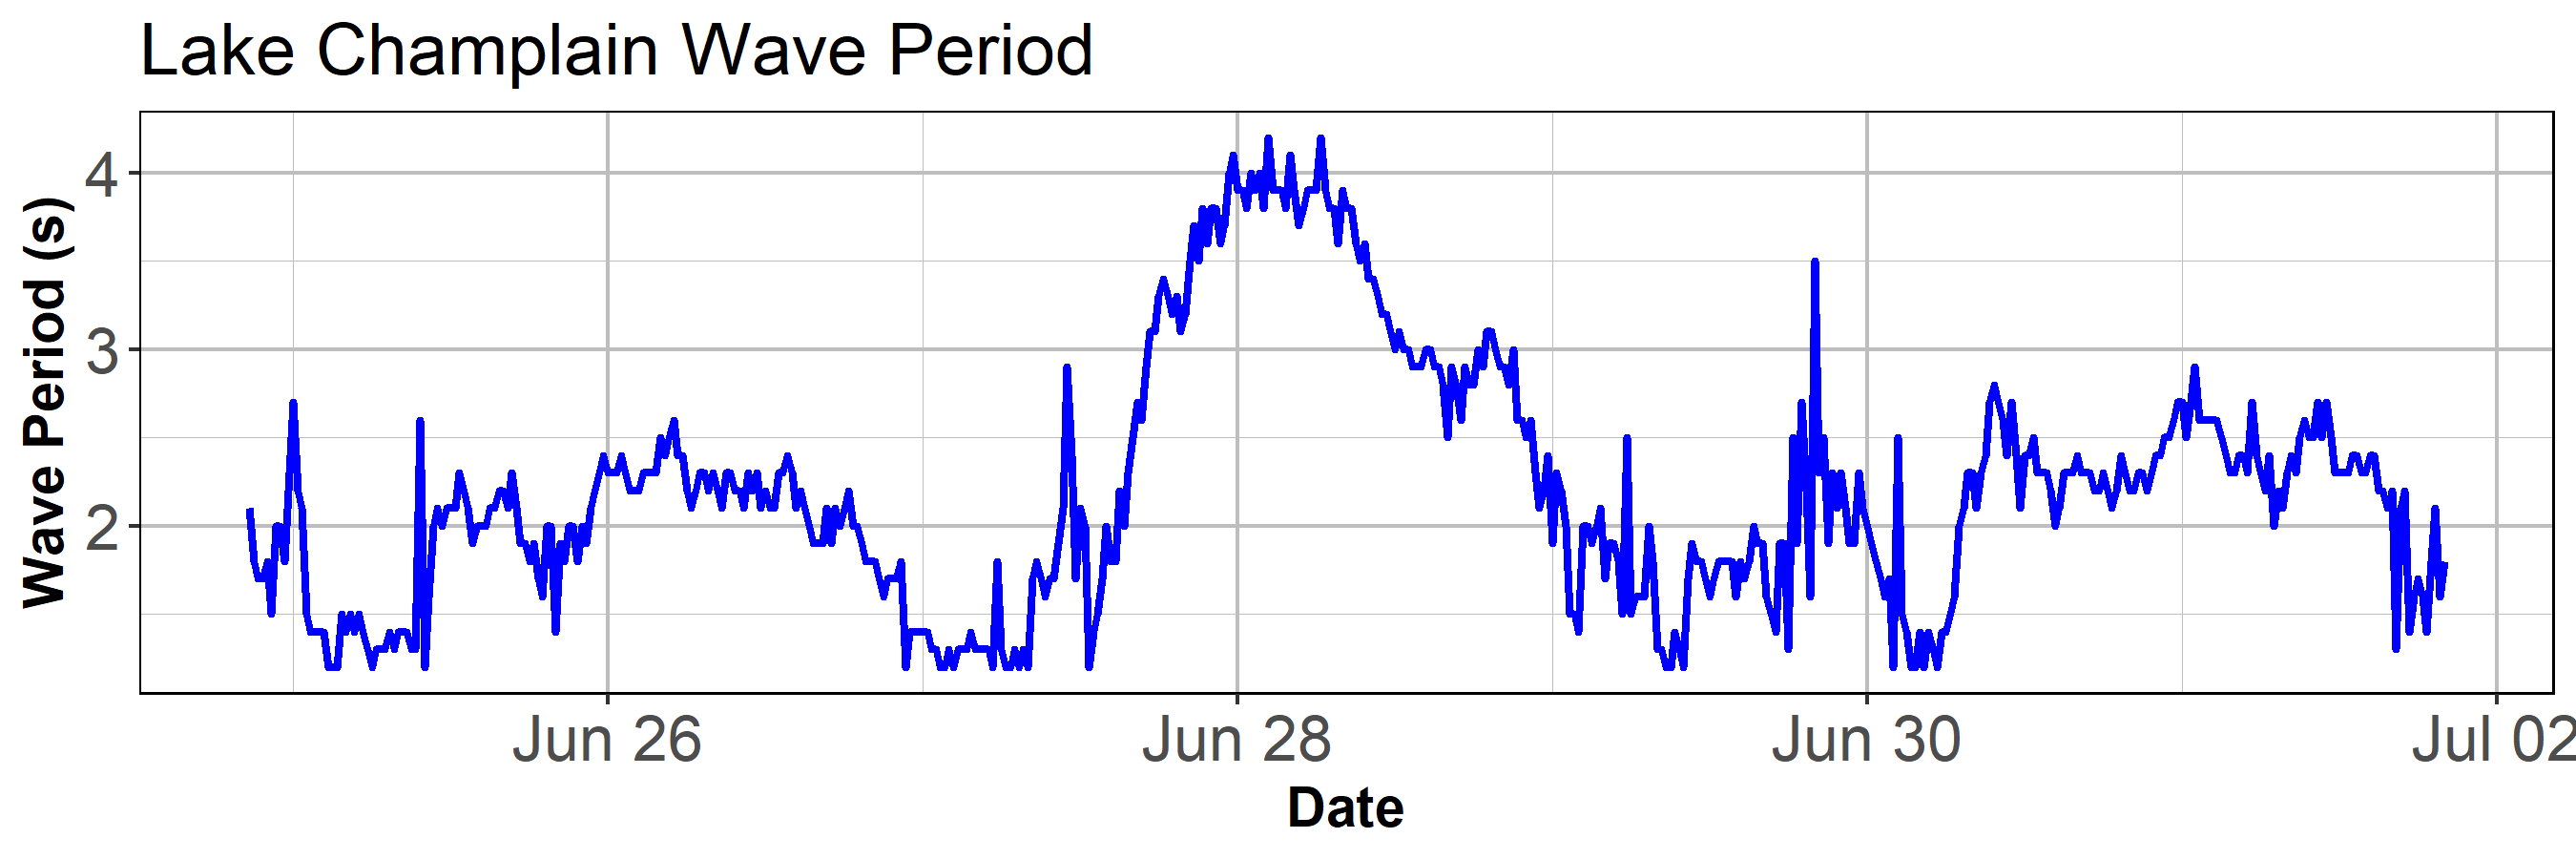 Lake Champlain Wave Period
Wave Period (s)
4
3
2
Jun 26
Jun 28
Jun 30
Jul 02
Date